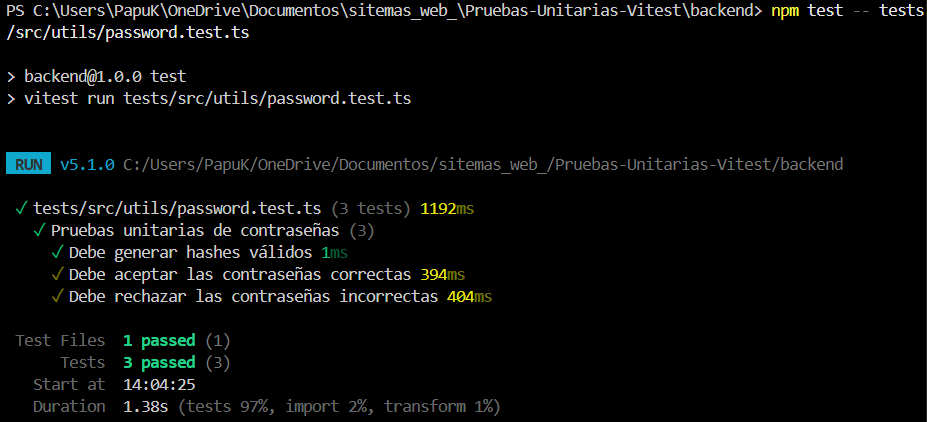 PS C:\Users\PapuK\OneDrive\Documentos\sitemas_web_\Pruebas-Unitarias-Vitest\backend> npm test -- tests
/src/utils/password.test.ts
> backend@1.0.0 test
> vitest run tests/src/utils/password.test.ts
RUN v5.1.0 C:/Users/PapuK/OneDrive/Documentos/sitemas_web_/Pruebas-Unitarias-Vitest/backend
✓ tests/src/utils/password.test.ts (3 tests) 1192ms
✓ Pruebas unitarias de contraseñas (3)
✓ Debe generar hashes válidos 1ms
✓ Debe aceptar las contraseñas correctas 394ms
✓ Debe rechazar las contraseñas incorrectas 404ms
Test Files 1 passed (1)
Tests 3 passed (3)
Start at 14:04:25
Duration 1.38s (tests 97%, import 2%, transform 1%)